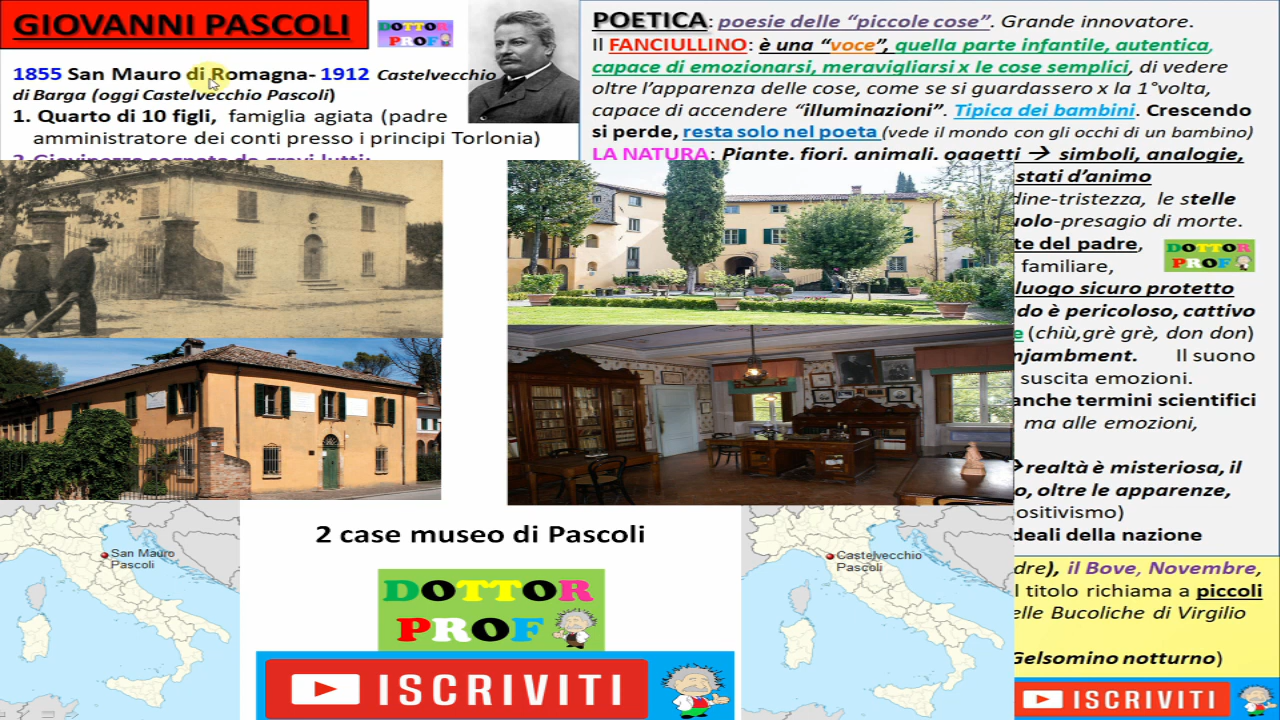 GIOVANNI PASCOLI
DOTTOR
PROF
1855 San Mauro di Romagna- 1912 Castelvecchio
di Barga (oggi Castelvecchio Pascoli)
1. Quarto di 10 figli, famiglia agiata (padre
amministratore dei conti presso i principi Torlonia)
2 Giovinezza segnata da gravi lutti:
POETICA: poesie delle “piccole cose”. Grande innovatore.
Il FANCIULLINO: è una “voce”, quella parte infantile, autentica,
capace di emozionarsi, meravigliarsi x le cose semplici, di vedere
oltre l’apparenza delle cose, come se si guardassero x la 1°volta,
capace di accendere “illuminazioni”. Tipica dei bambini. Crescendo
si perde, resta solo nel poeta (vede il mondo con gli occhi di un bambino)
LA NATURA: Piante. fiori. animali. oggetti → simboli, analogie,
stati d’animo
dine-tristezza, le stelle
uolo-presagio di morte.
te del padre,
familiare,
DOTTOR
PROF
luogo sicuro protetto
do è pericoloso, cattivo
e (chiù,grè grè, don don)
njambment. Il suono
suscita emozioni.
anche termini scientifici
ma alle emozioni,
→realtà è misteriosa, il
o, oltre le apparenze,
ositivismo)
deali della nazione
dre), il Bove, Novembre,
l titolo richiama a piccoli
elle Bucoliche di Virgilio
Gelsomino notturno)
ISCRIVITI
2 case museo di Pascoli
San Mauro
Pascoli
Castelvecchio
Pascoli
DOTTOR
PROF
ISCRIVITI